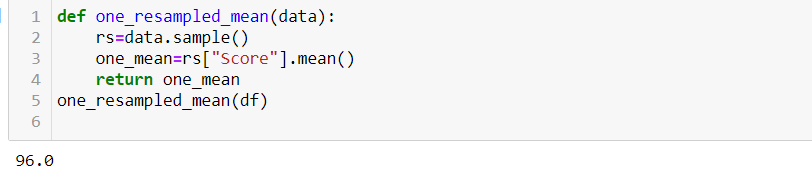 1 def one_resampled_mean(data):
2     rs=data.sample()
3     one_mean=rs["Score"].mean()
4     return one_mean
5 one_resampled_mean(df)
6
96.0